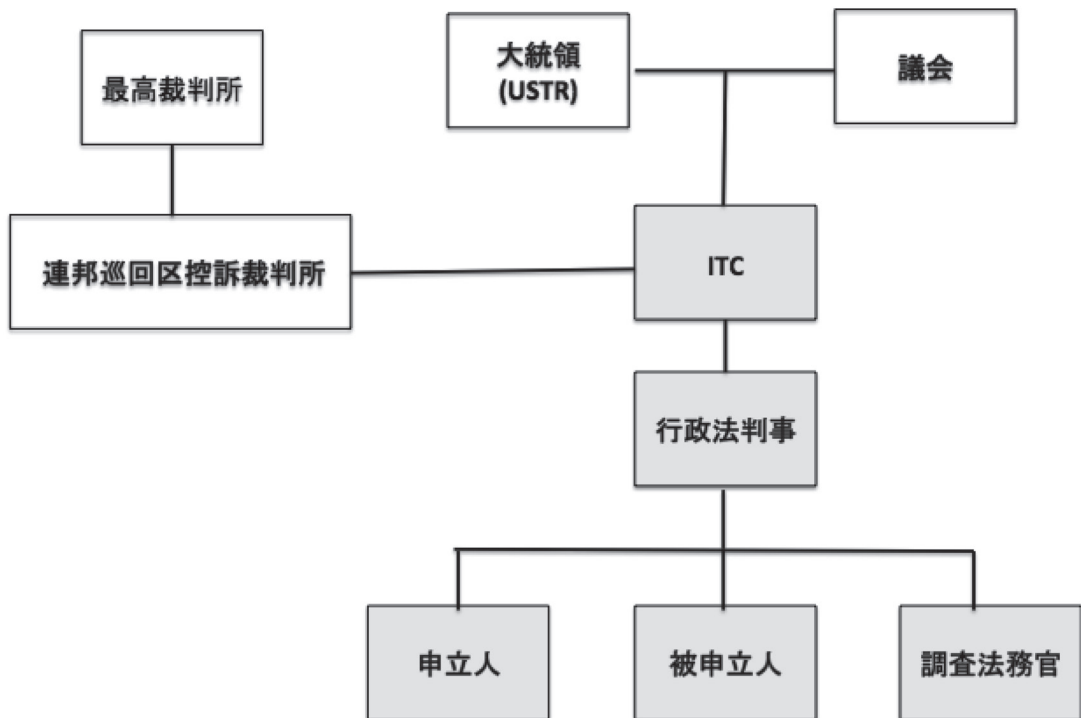 最高裁判所
大統領
(USTR)
議会
連邦巡回区控訴裁判所
ITC
行政法判事
申立人
被申立人
調査法務官